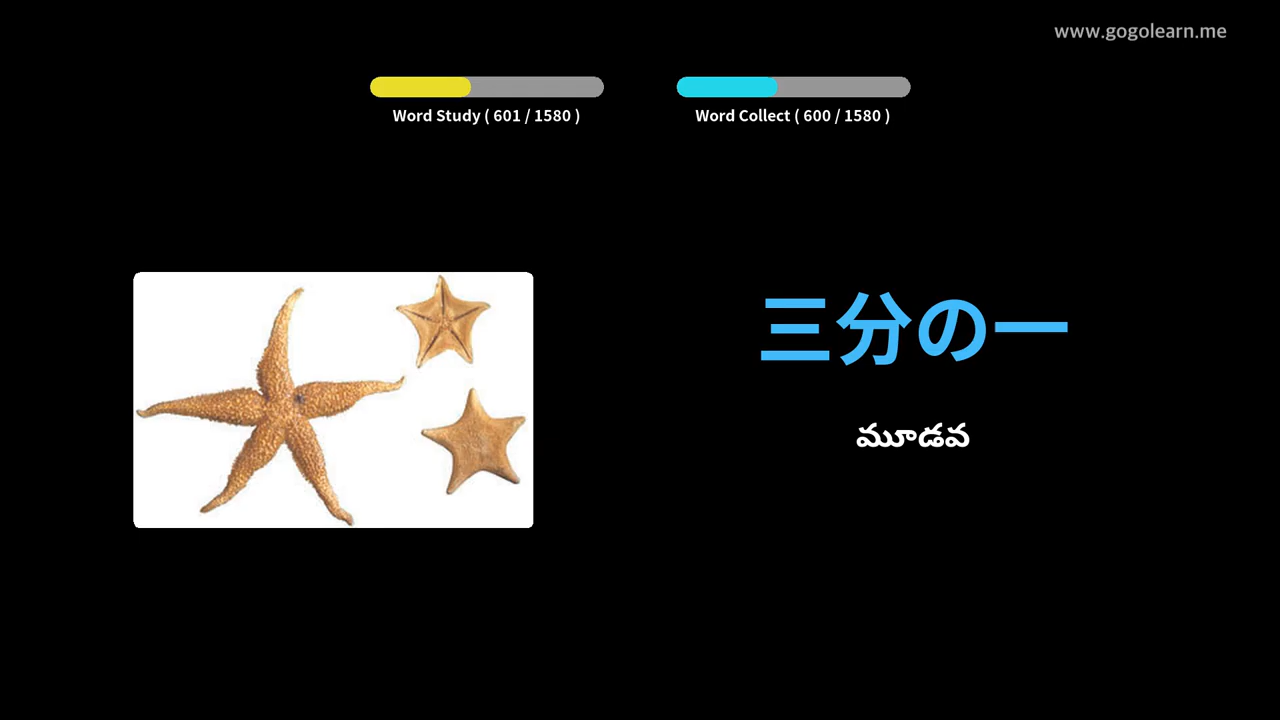 www.gogolearn.me
Word Study ( 601 / 1580 )
Word Collect ( 600 / 1580 )
三分の一
మూడవ